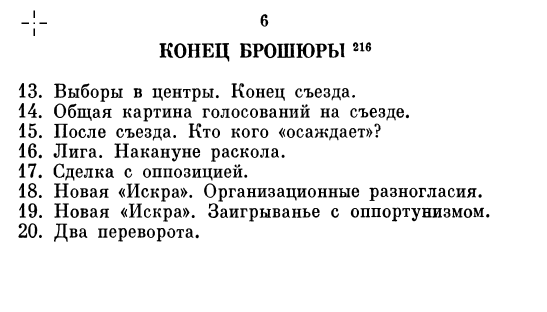 6
КОНЕЦ БРОШЮРЫ 216
13. Выборы в центры. Конец съезда.
14. Общая картина голосований на съезде.
15. После съезда. Кто кого «осаждает»?
16. Лига. Накануне раскола.
17. Сделка с оппозицией.
18. Новая «Искра». Организационные разногласия.
19. Новая «Искра». Заигрыванье с оппортунизмом.
20. Два переворота.